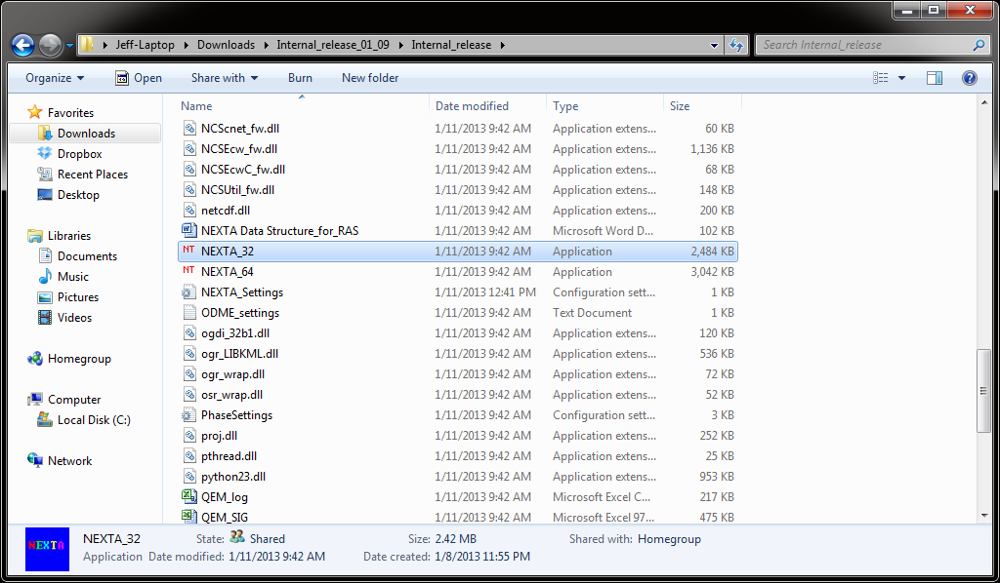 Jeff-Laptop Downloads Internal_release_01_09 Internal_release Search Internal_release
Organize Open Share with Burn New folder
Favorites
Downloads
Dropbox
Recent Places
Desktop
Libraries
Documents
Music
Pictures
Videos
Homegroup
Computer
Local Disk (C:)
Network
Name Date modified Type Size
NCScnet_fw.dll 1/11/2013 9:42 AM Application extens... 60 KB
NCSEcw_fw.dll 1/11/2013 9:42 AM Application extens... 1,136 KB
NCSEcwC_fw.dll 1/11/2013 9:42 AM Application extens... 68 KB
NCSUtil_fw.dll 1/11/2013 9:42 AM Application extens... 148 KB
netcdf.dll 1/11/2013 9:42 AM Application extens... 200 KB
NEXTA Data Structure_for_RAS 1/11/2013 9:42 AM Microsoft Word D... 102 KB
NT NEXTA_32 1/11/2013 9:42 AM Application 2,484 KB
NT NEXTA_64 1/11/2013 9:42 AM Application 3,042 KB
NEXTA_Settings 1/11/2013 12:41 PM Configuration sett... 1 KB
ODME_settings 1/11/2013 9:42 AM Text Document 1 KB
ogdi_32b1.dll 1/11/2013 9:42 AM Application extens... 120 KB
ogr_LIBKML.dll 1/11/2013 9:42 AM Application extens... 536 KB
ogr_wrap.dll 1/11/2013 9:42 AM Application extens... 72 KB
osr_wrap.dll 1/11/2013 9:42 AM Application extens... 52 KB
PhaseSettings 1/11/2013 9:42 AM Configuration sett... 3 KB
proj.dll 1/11/2013 9:42 AM Application extens... 252 KB
pthread.dll 1/11/2013 9:42 AM Application extens... 25 KB
python23.dll 1/11/2013 9:42 AM Application extens... 953 KB
QEM_log 1/11/2013 9:42 AM Microsoft Excel C... 217 KB
QEM_SIG 1/11/2013 9:42 AM Microsoft Excel 97... 475 KB
NEXTA
NEXTA_32 State: Shared Size: 2.42 MB Shared with: Homegroup
Application Date modified: 1/11/2013 9:42 AM Date created: 1/8/2013 11:55 PM